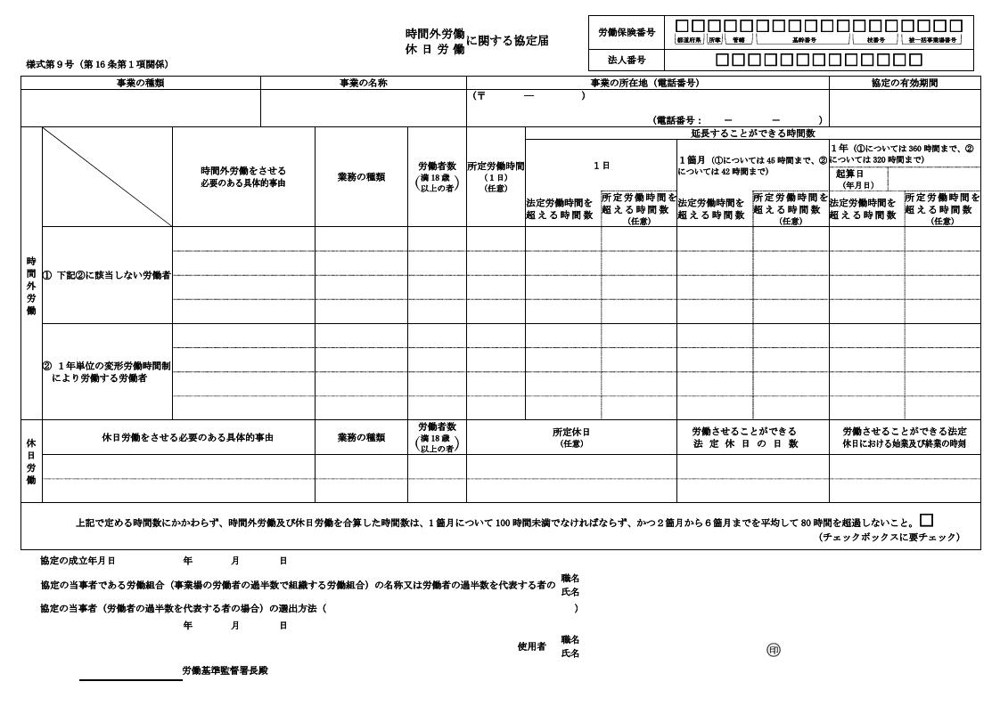 時間外労働
休日労働に関する協定届
労働保険番号
都道府県 所掌 管轄 基幹番号 枝番号 被一括事業場番号
法人番号
様式第９号（第16条第１項関係）
事業の種類 事業の名称 事業の所在地（電話番号） 協定の有効期間
（〒 ― ）
（電話番号： － － ）
時間外労働
時間外労働をさせる
必要のある具体的事由
業務の種類
労働者数
（満18歳
以上の者）
所定労働時間
（１日）
（任意）
延長することができる時間数
１日
法定労働時間を
超える時間数
所定労働時間を
超える時間数
（任意）
１箇月（①については45時間まで、②
については42時間まで）
法定労働時間を
超える時間数
所定労働時間を
超える時間数
（任意）
１年（①については360時間まで、②
については320時間まで）
起算日
（年月日）
法定労働時間を
超える時間数
所定労働時間を
超える時間数
（任意）
① 下記②に該当しない労働者
② １年単位の変形労働時間制
により労働する労働者
休日労働
休日労働をさせる必要のある具体的事由
業務の種類
労働者数
（満18歳
以上の者）
所定休日
（任意）
労働させることができる
法定休日の日数
労働させることができる法定
休日における始業及び終業の時刻
上記で定める時間数にかかわらず、時間外労働及び休日労働を合算した時間数は、１箇月について100時間未満でなければならず、かつ２箇月から６箇月までを平均して80時間を超過しないこと。□
（チェックボックスに要チェック）
協定の成立年月日 年 月 日
協定の当事者である労働組合（事業場の労働者の過半数で組織する労働組合）の名称又は労働者の過半数を代表する者の 職名
氏名
協定の当事者（労働者の過半数を代表する者の場合）の選出方法（ ）
年 月 日
使用者 職名
氏名 ㊞
労働基準監督署長殿